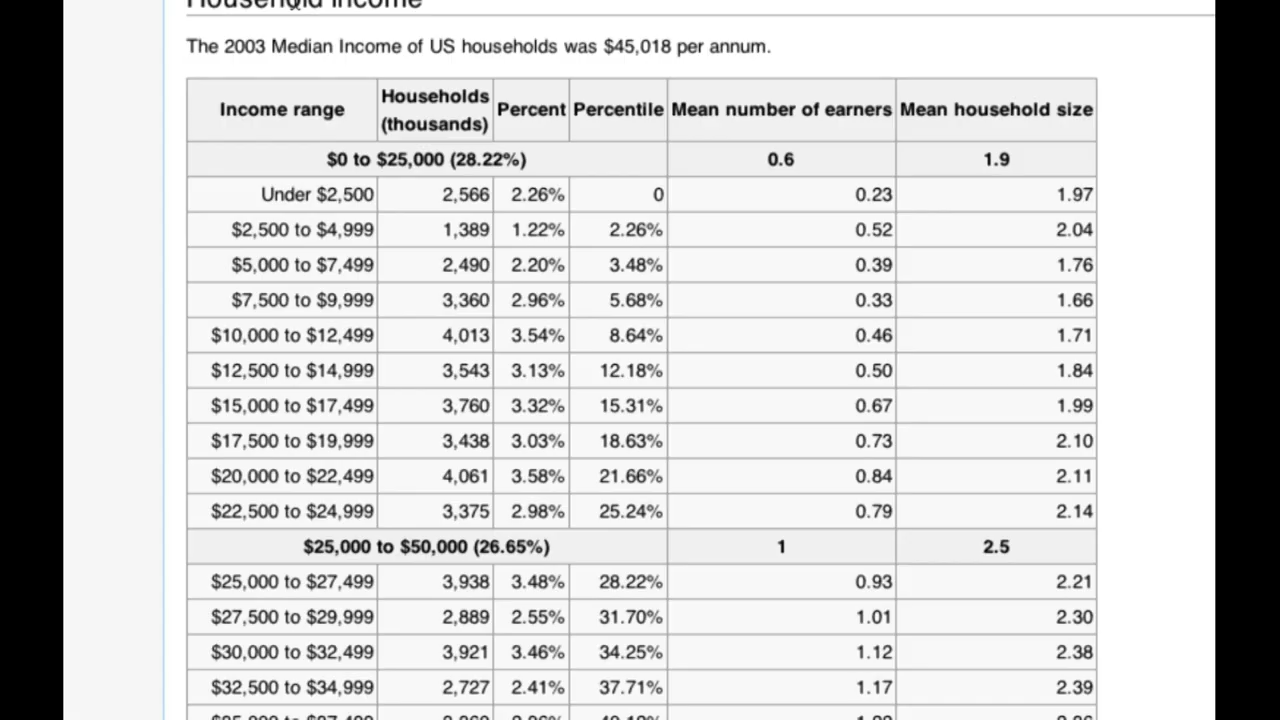 Household income
The 2003 Median Income of US households was $45,018 per annum.
Income range Households (thousands) Percent Percentile Mean number of earners Mean household size
$0 to $25,000 (28.22%) 0.6 1.9
Under $2,500 2,566 2.26% 0 0.23 1.97
$2,500 to $4,999 1,389 1.22% 2.26% 0.52 2.04
$5,000 to $7,499 2,490 2.20% 3.48% 0.39 1.76
$7,500 to $9,999 3,360 2.96% 5.68% 0.33 1.66
$10,000 to $12,499 4,013 3.54% 8.64% 0.46 1.71
$12,500 to $14,999 3,543 3.13% 12.18% 0.50 1.84
$15,000 to $17,499 3,760 3.32% 15.31% 0.67 1.99
$17,500 to $19,999 3,438 3.03% 18.63% 0.73 2.10
$20,000 to $22,499 4,061 3.58% 21.66% 0.84 2.11
$22,500 to $24,999 3,375 2.98% 25.24% 0.79 2.14
$25,000 to $50,000 (26.65%) 1 2.5
$25,000 to $27,499 3,938 3.48% 28.22% 0.93 2.21
$27,500 to $29,999 2,889 2.55% 31.70% 1.01 2.30
$30,000 to $32,499 3,921 3.46% 34.25% 1.12 2.38
$32,500 to $34,999 2,727 2.41% 37.71% 1.17 2.39